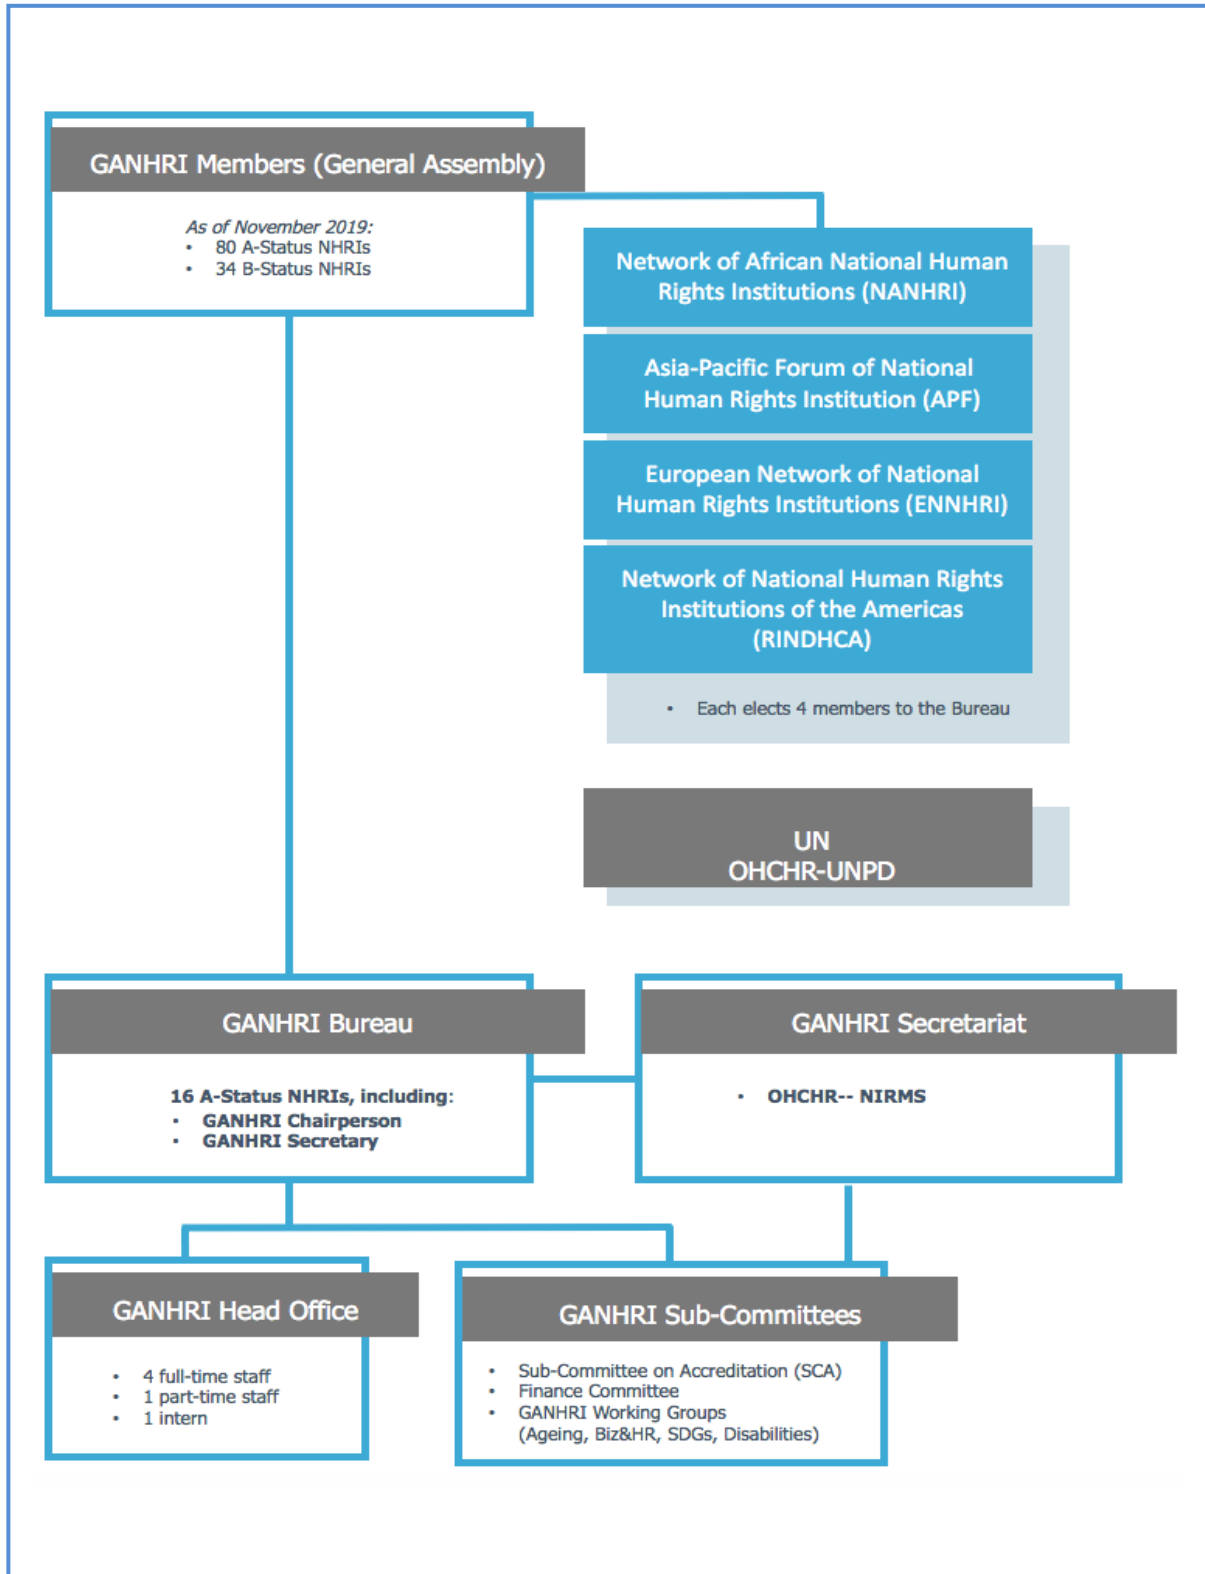 GANHRI Members (General Assembly)
As of November 2019:
• 80 A-Status NHRIs
• 34 B-Status NHRIs
Network of African National Human
Rights Institutions (NANHRI)
Asia-Pacific Forum of National
Human Rights Institution (APF)
European Network of National
Human Rights Institutions (ENNHRI)
Network of National Human Rights
Institutions of the Americas
(RINDHCA)
• Each elects 4 members to the Bureau
UN
OHCHR-UNPD
GANHRI Bureau
16 A-Status NHRIs, including:
• GANHRI Chairperson
• GANHRI Secretary
GANHRI Secretariat
• OHCHR-- NIRMS
GANHRI Head Office
• 4 full-time staff
• 1 part-time staff
• 1 intern
GANHRI Sub-Committees
• Sub-Committee on Accreditation (SCA)
• Finance Committee
• GANHRI Working Groups
(Ageing, Biz&HR, SDGs, Disabilities)